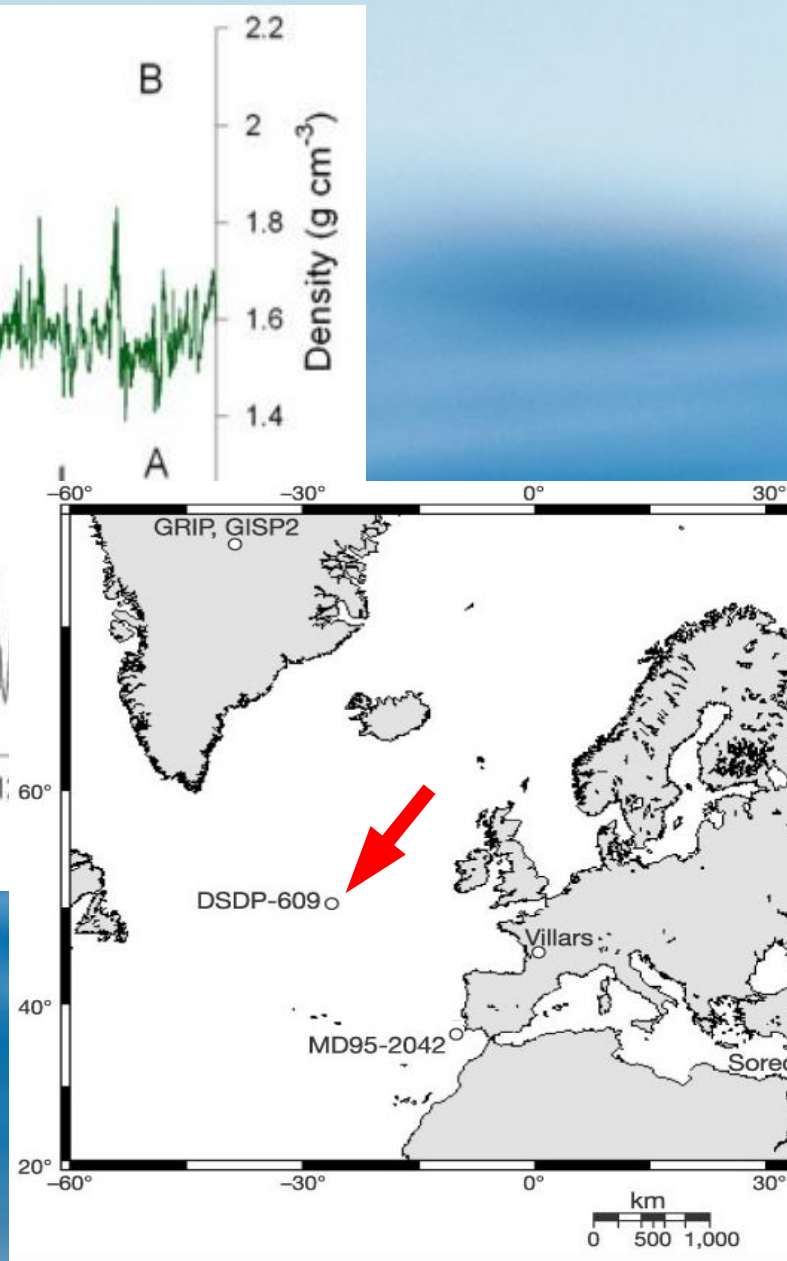 2.2
B
2
Density (g cm⁻³)
1.8
1.6
1.4
A
−60° −30° 0° 30°
GRIP, GISP2
60°
DSDP-609
Villars
40°
MD95-2042
Soreq
20°
−60° −30° 0° 30°
km
0 500 1,000